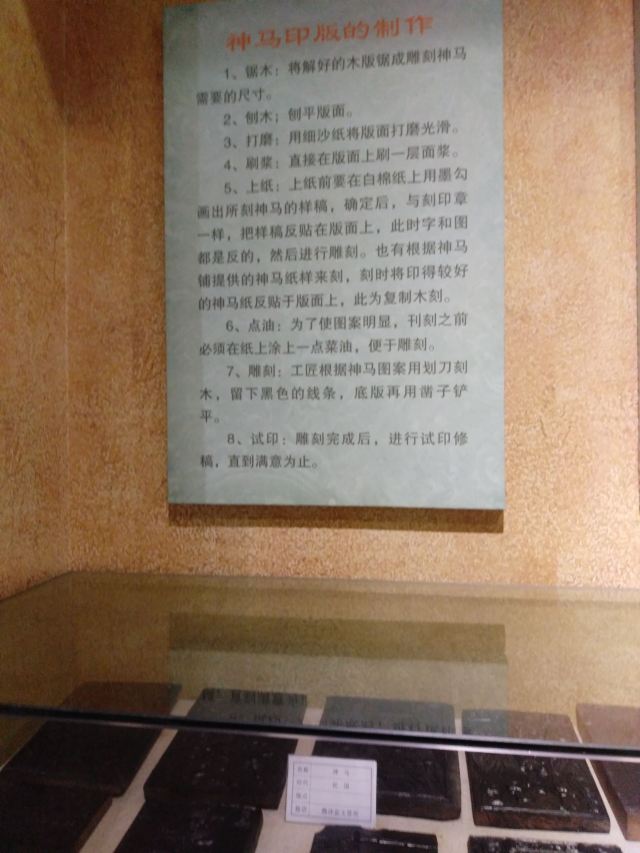 神马印版的制作
1、锯木：将解好的木版锯成雕刻神马
需要的尺寸。
2、刨木；刨平版面。
3、打磨：用细沙纸将版面打磨光滑。
4、刷浆：直接在版面上刷一层面浆。
5、上纸：上纸前要在白棉纸上用墨勾
画出所刻神马的样稿，确定后，与刻印章
一样，把样稿反贴在版面上，此时字和图
都是反的，然后进行雕刻。也有根据神马
铺提供的神马纸样来刻，刻时将印得较好
的神马纸反贴于版面上，此为复制木刻。
6、点油：为了使图案明显，刊刻之前
必须在纸上涂上一点菜油，便于雕刻。
7、雕刻：工匠根据神马图案用划刀刻
木，留下黑色的线条，底版再用凿子铲
平。
8、试印：雕刻完成后，进行试印修
稿，直到满意为止。
名称 神马
时代 民国